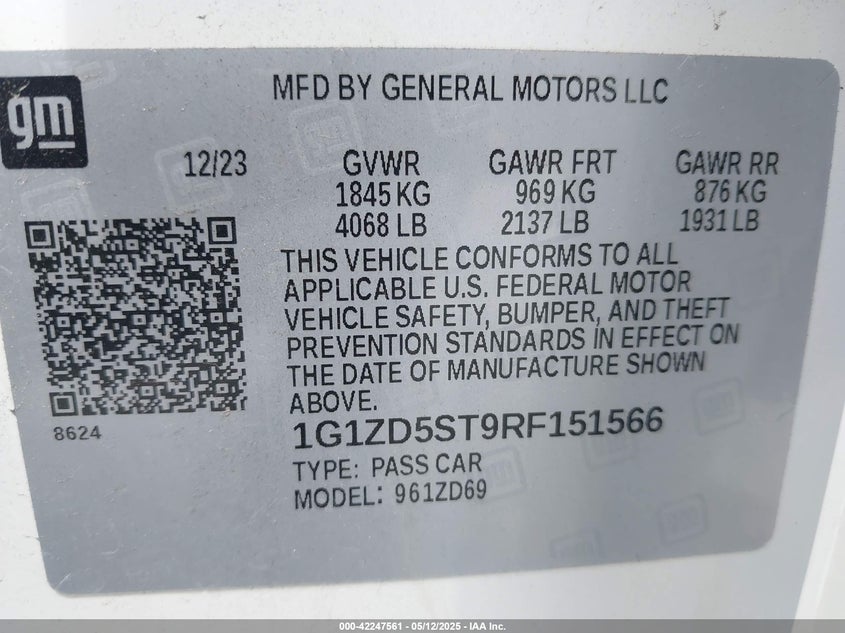 gm
MFD BY GENERAL MOTORS LLC
12/23 GVWR GAWR FRT GAWR RR
1845 KG 969 KG 876 KG
4068 LB 2137 LB 1931 LB
THIS VEHICLE CONFORMS TO ALL
APPLICABLE U.S. FEDERAL MOTOR
VEHICLE SAFETY, BUMPER, AND THEFT
PREVENTION STANDARDS IN EFFECT ON
THE DATE OF MANUFACTURE SHOWN
ABOVE.
8624
1G1ZD5ST9RF151566
TYPE: PASS CAR
MODEL: 961ZD69
000-42247561 - 05/12/2025 - IAA Inc.